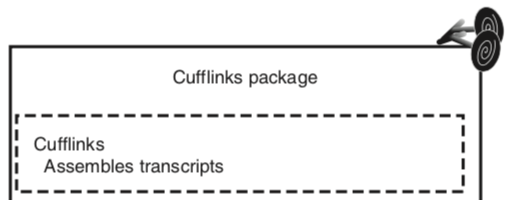 Cufflinks package
Cufflinks
Assembles transcripts